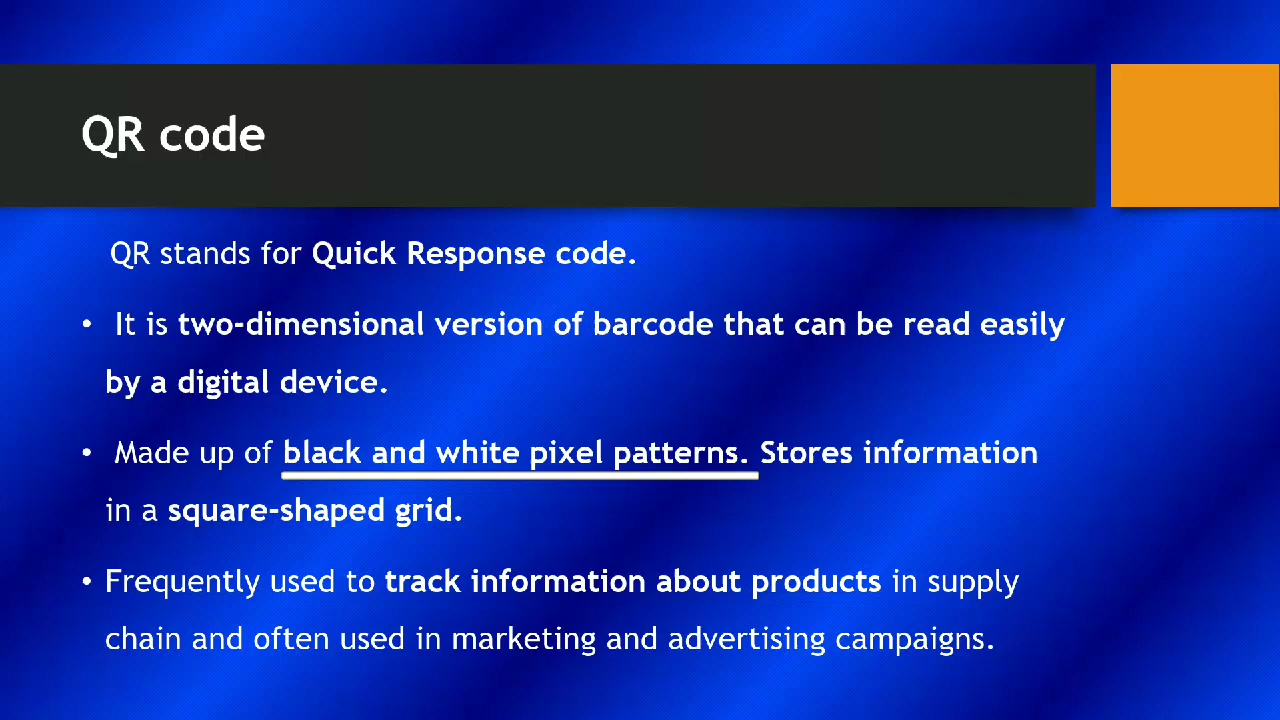 QR code
QR stands for Quick Response code.
• It is two-dimensional version of barcode that can be read easily
by a digital device.
• Made up of black and white pixel patterns. Stores information
in a square-shaped grid.
• Frequently used to track information about products in supply
chain and often used in marketing and advertising campaigns.